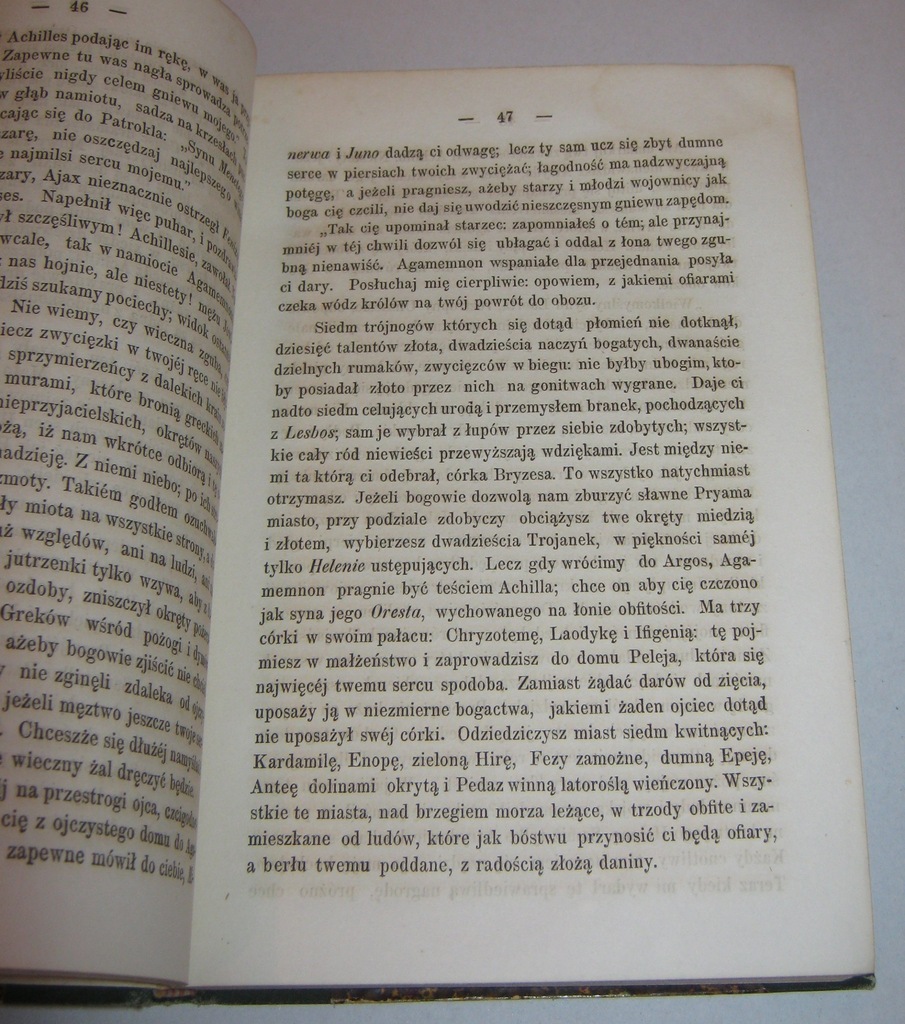 — 46 —
Achilles podając im rękę, w was ja
Zapewne tu was nagła sprowadza
yliście nigdy celem gniewu mojego."
w głąb namiotu, sadza na krzesłach
cając się do Patrokla: „Synu
zarę, nie oszczędzaj najlepszego
e najmilsi sercu mojemu."
zary, Ajax nieznacznie ostrzegł
ses. Napełnił więc puhar, i
ył szczęśliwym! Achillesie, zawołał
wcale, tak w namiocie
nas hojnie, ale niestety! mężu
dziś szukamy pociechy; widok
Nie wiemy, czy wieczna zguba,
iecz zwycięzki w twojéj ręce nie
sprzymierzeńcy z dalekich
murami, które bronią greckich
nieprzyjacielskich, okrętów
ożą, iż nam wkrótce odbiorą i
nadzieję. Z niemi niebo; po ich
zmoty. Takiém godłem
ły miota na wszystkie strony,
iż względów, ani na ludzi,
jutrzenki tylko wzywa, aby z
ozdoby, zniszczył okręty
Greków wśród pożogi i
ażeby bogowie zjiścić nie
y nie zginęli zdaleka od
jeżeli męztwo jeszcze twoje
Chceszże się dłużéj
wieczny żal dręczyć będzie.
j na przestrogi ojca,
cię z ojczystego domu do
zapewne mówił do ciebie,
— 47 —
nerwa i Juno dadzą ci odwagę; lecz ty sam ucz się zbyt dumne
serce w piersiach twoich zwyciężać; łagodność ma nadzwyczajną
potęgę, a jeżeli pragniesz, ażeby starzy i młodzi wojownicy jak
boga cię czcili, nie daj się uwodzić nieszczęsnym gniewu zapędom.
„Tak cię upominał starzec: zapomniałeś o tém; ale przynaj-
mniéj w téj chwili dozwól się ubłagać i oddal z łona twego zgu-
bną nienawiść. Agamemnon wspaniałe dla przejednania posyła
ci dary. Posłuchaj mię cierpliwie: opowiem, z jakiemi ofiarami
czeka wódz królów na twój powrót do obozu.
Siedm trójnogów których się dotąd płomień nie dotknął,
dziesięć talentów złota, dwadzieścia naczyń bogatych, dwanaście
dzielnych rumaków, zwycięzców w biegu: nie byłby ubogim, kto-
by posiadał złoto przez nich na gonitwach wygrane. Daje ci
nadto siedm celujących urodą i przemysłem branek, pochodzących
z Lesbos; sam je wybrał z łupów przez siebie zdobytych; wszyst-
kie cały ród niewieści przewyższają wdziękami. Jest między nie-
mi ta którą ci odebrał, córka Bryzesa. To wszystko natychmiast
otrzymasz. Jeżeli bogowie dozwolą nam zburzyć sławne Pryama
miasto, przy podziale zdobyczy obciążysz twe okręty miedzią
i złotem, wybierzesz dwadzieścia Trojanek, w piękności saméj
tylko Helenie ustępujących. Lecz gdy wrócimy do Argos, Aga-
memnon pragnie być teściem Achilla; chce on aby cię czczono
jak syna jego Oresta, wychowanego na łonie obfitości. Ma trzy
córki w swoim pałacu: Chryzotemę, Laodykę i Ifigenią: tę poj-
miesz w małżeństwo i zaprowadzisz do domu Peleja, która się
najwięcéj twemu sercu spodoba. Zamiast żądać darów od zięcia,
uposaży ją w niezmierne bogactwa, jakiemi żaden ojciec dotąd
nie uposażył swéj córki. Odziedziczysz miast siedm kwitnących:
Kardamilę, Enopę, zieloną Hirę, Fezy zamożne, dumną Epeję,
Anteę dolinami okrytą i Pedaz winną latoroślą wieńczony. Wszy-
stkie te miasta, nad brzegiem morza leżące, w trzody obfite i za-
mieszkane od ludów, które jak bóstwu przynosić ci będą ofiary,
a berłu twemu poddane, z radością złożą daniny.